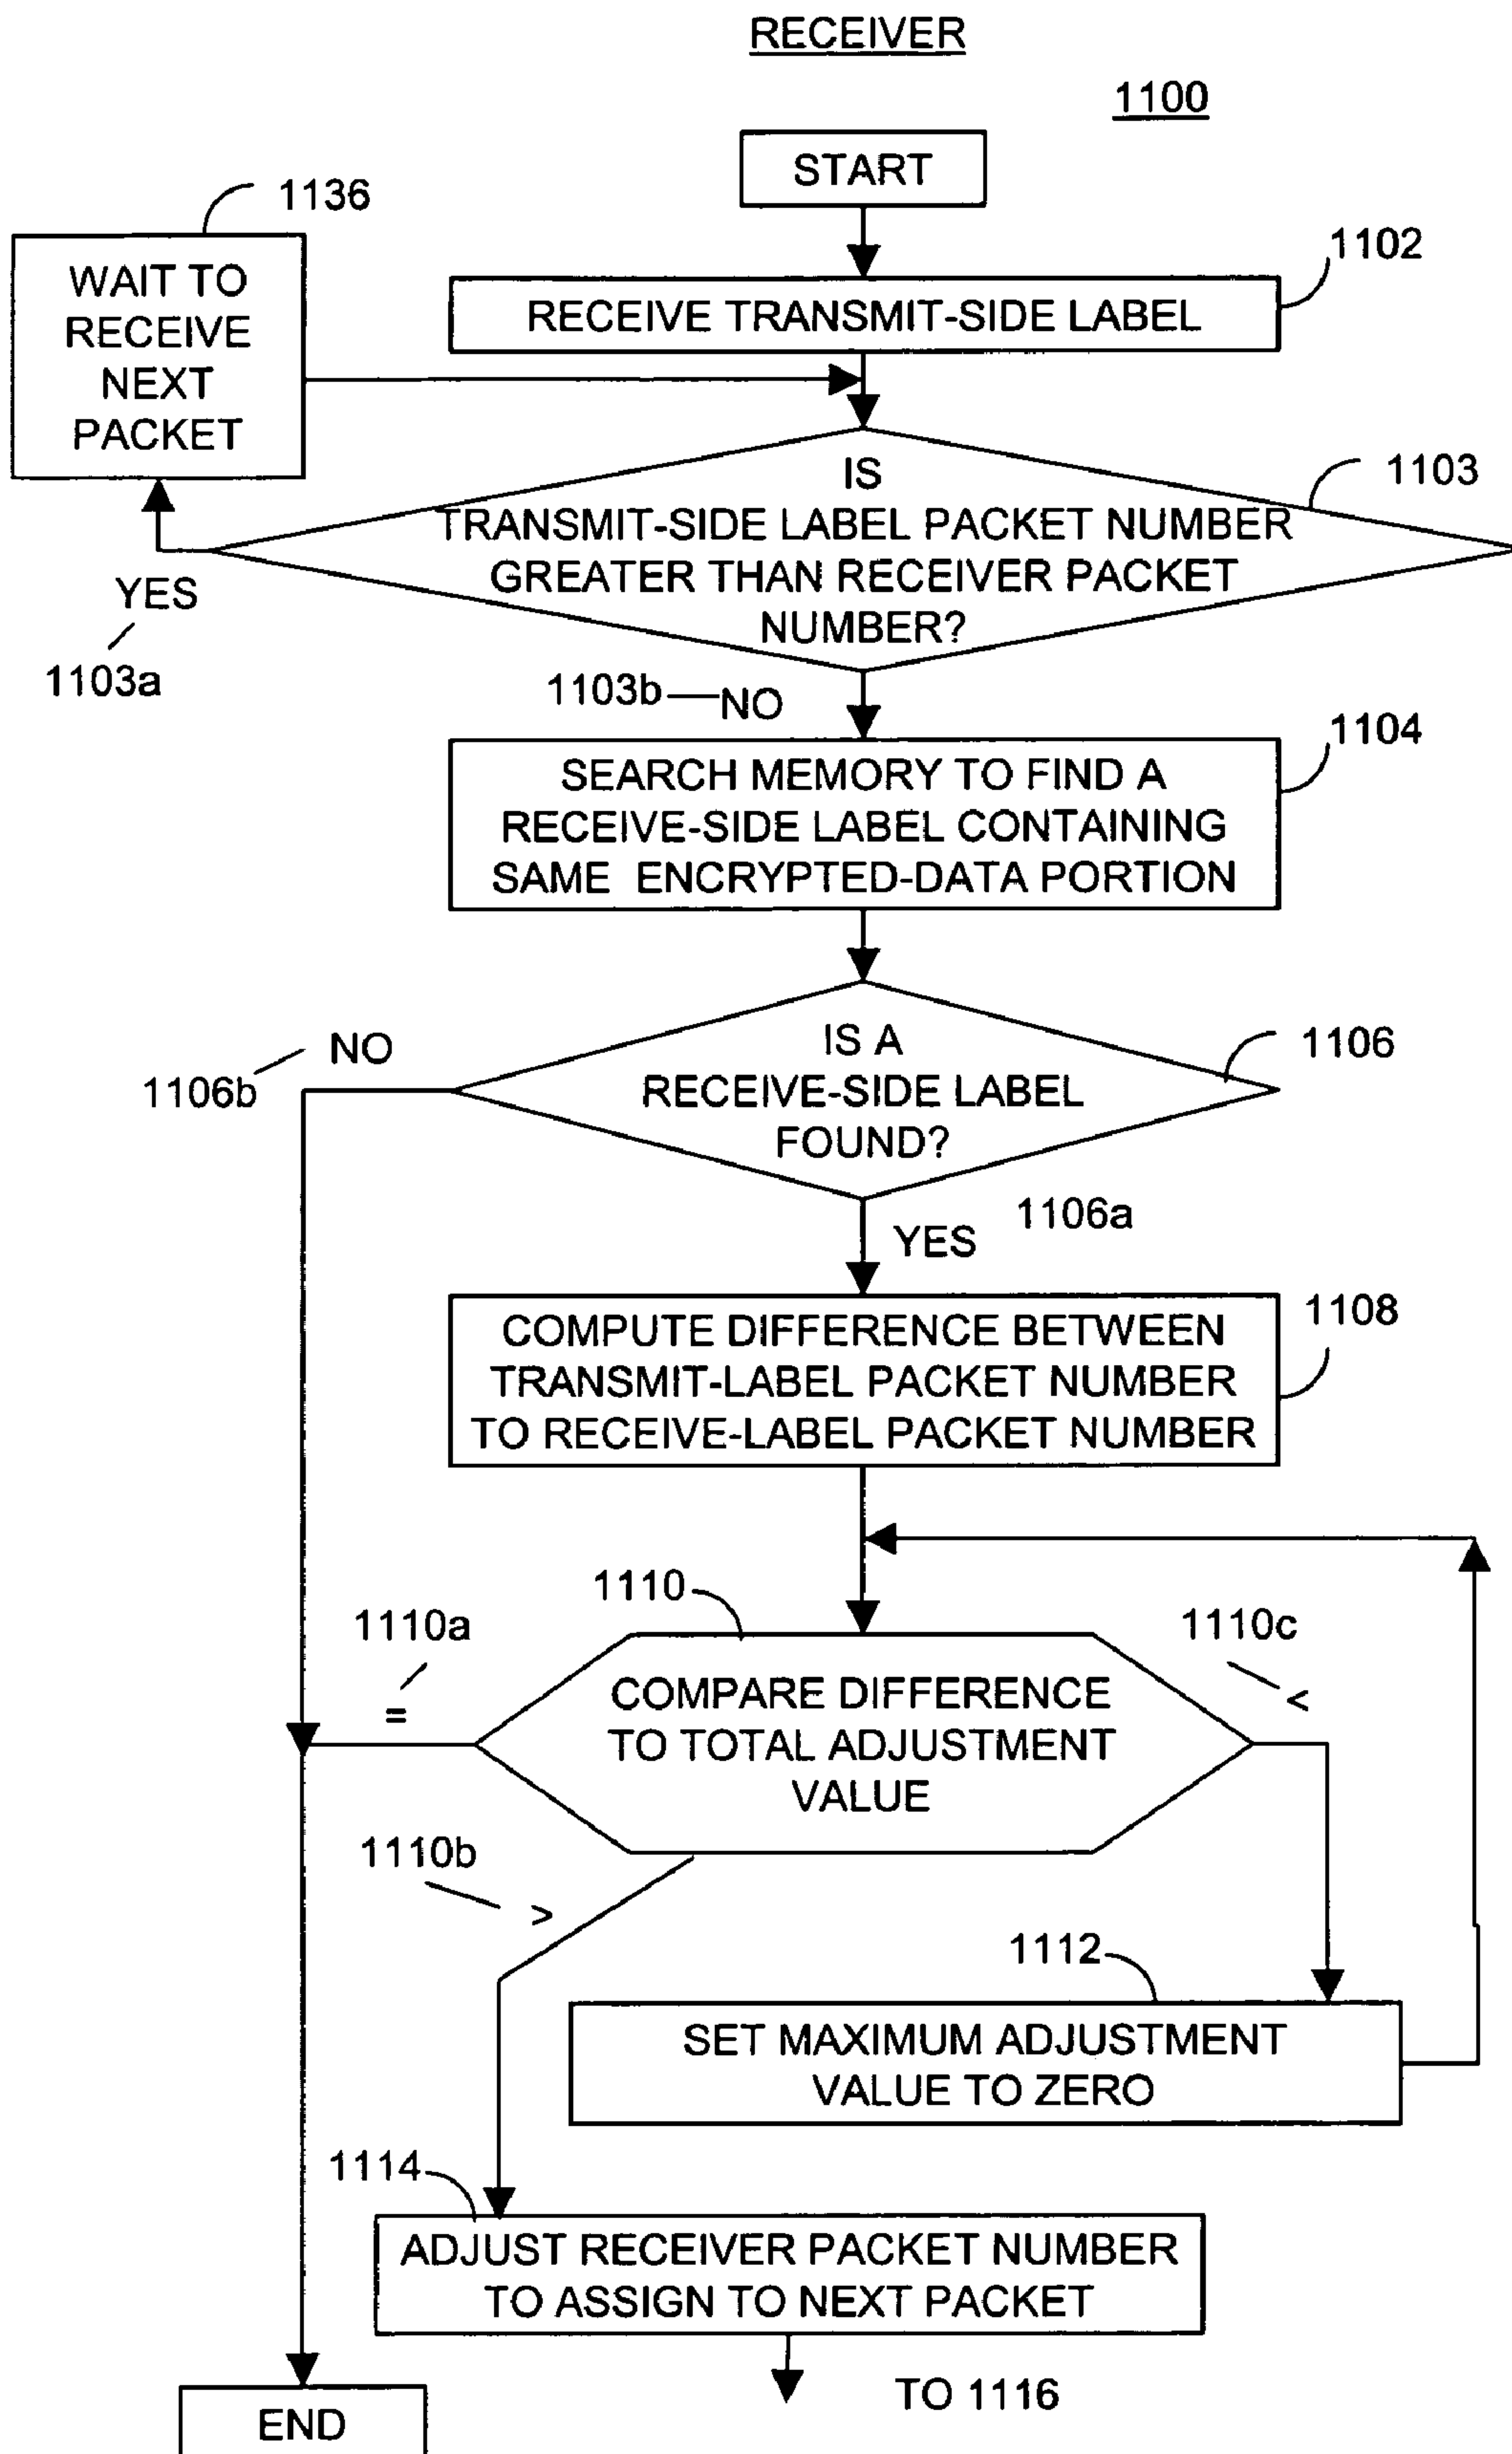 RECEIVER
1100
START
1136
WAIT TO
RECEIVE
NEXT
PACKET
1102
RECEIVE TRANSMIT-SIDE LABEL
1103
IS
TRANSMIT-SIDE LABEL PACKET NUMBER
GREATER THAN RECEIVER PACKET
NUMBER?
YES
1103a
1103b
NO
1104
SEARCH MEMORY TO FIND A
RECEIVE-SIDE LABEL CONTAINING
SAME ENCRYPTED-DATA PORTION
NO
1106b
1106
IS A
RECEIVE-SIDE LABEL
FOUND?
1106a
YES
1108
COMPUTE DIFFERENCE BETWEEN
TRANSMIT-LABEL PACKET NUMBER
TO RECEIVE-LABEL PACKET NUMBER
1110
1110a
=
1110c
<
COMPARE DIFFERENCE
TO TOTAL ADJUSTMENT
VALUE
1110b
>
1112
SET MAXIMUM ADJUSTMENT
VALUE TO ZERO
1114
ADJUST RECEIVER PACKET NUMBER
TO ASSIGN TO NEXT PACKET
TO 1116
END